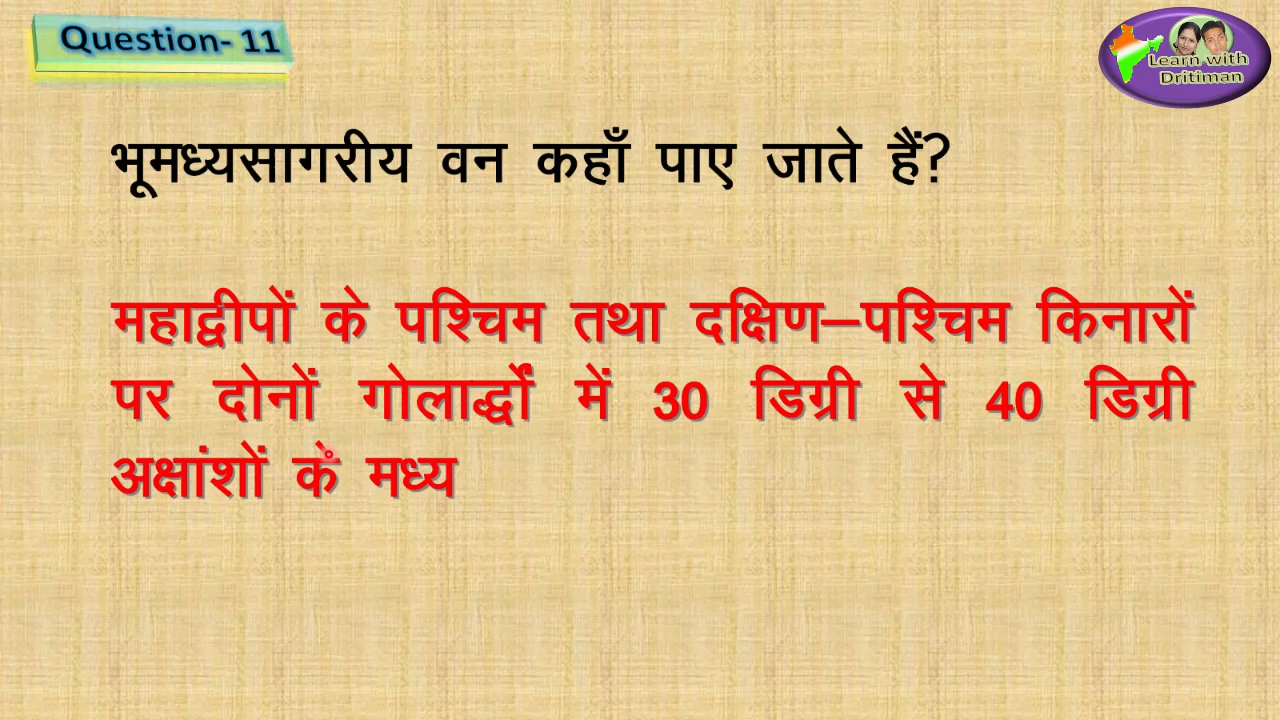 Question- 11
Learn with
Dritiman
भूमध्यसागरीय वन कहाँ पाए जाते हैं?
महाद्वीपों के पश्चिम तथा दक्षिण–पश्चिम किनारों
पर दोनों गोलार्द्धों में 30 डिग्री से 40 डिग्री
अक्षांशों के मध्य